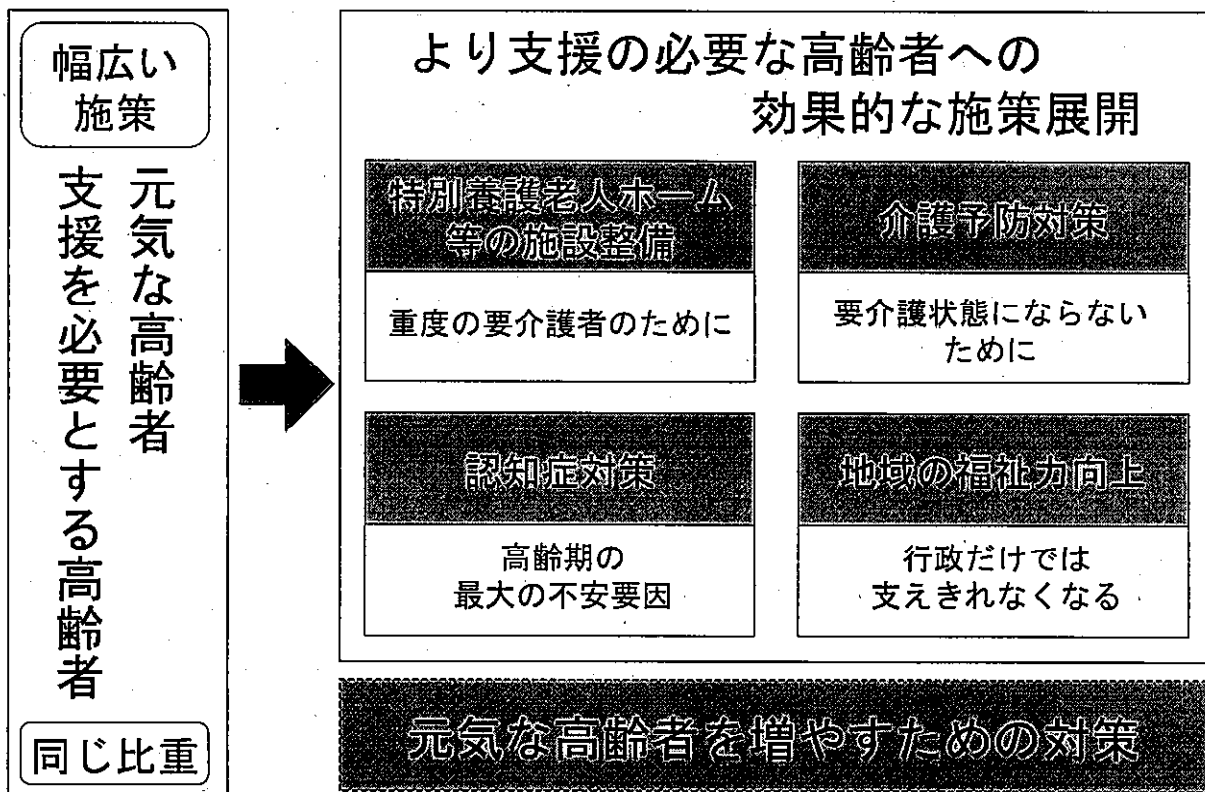 幅広い
施策
元気な高齢者
支援を必要とする高齢者
同じ比重
より支援の必要な高齢者への
効果的な施策展開
特別養護老人ホーム
等の施設整備
重度の要介護者のために
介護予防対策
要介護状態にならない
ために
認知症対策
高齢期の
最大の不安要因
地域の福祉力向上
行政だけでは
支えきれなくなる
元気な高齢者を増やすための対策